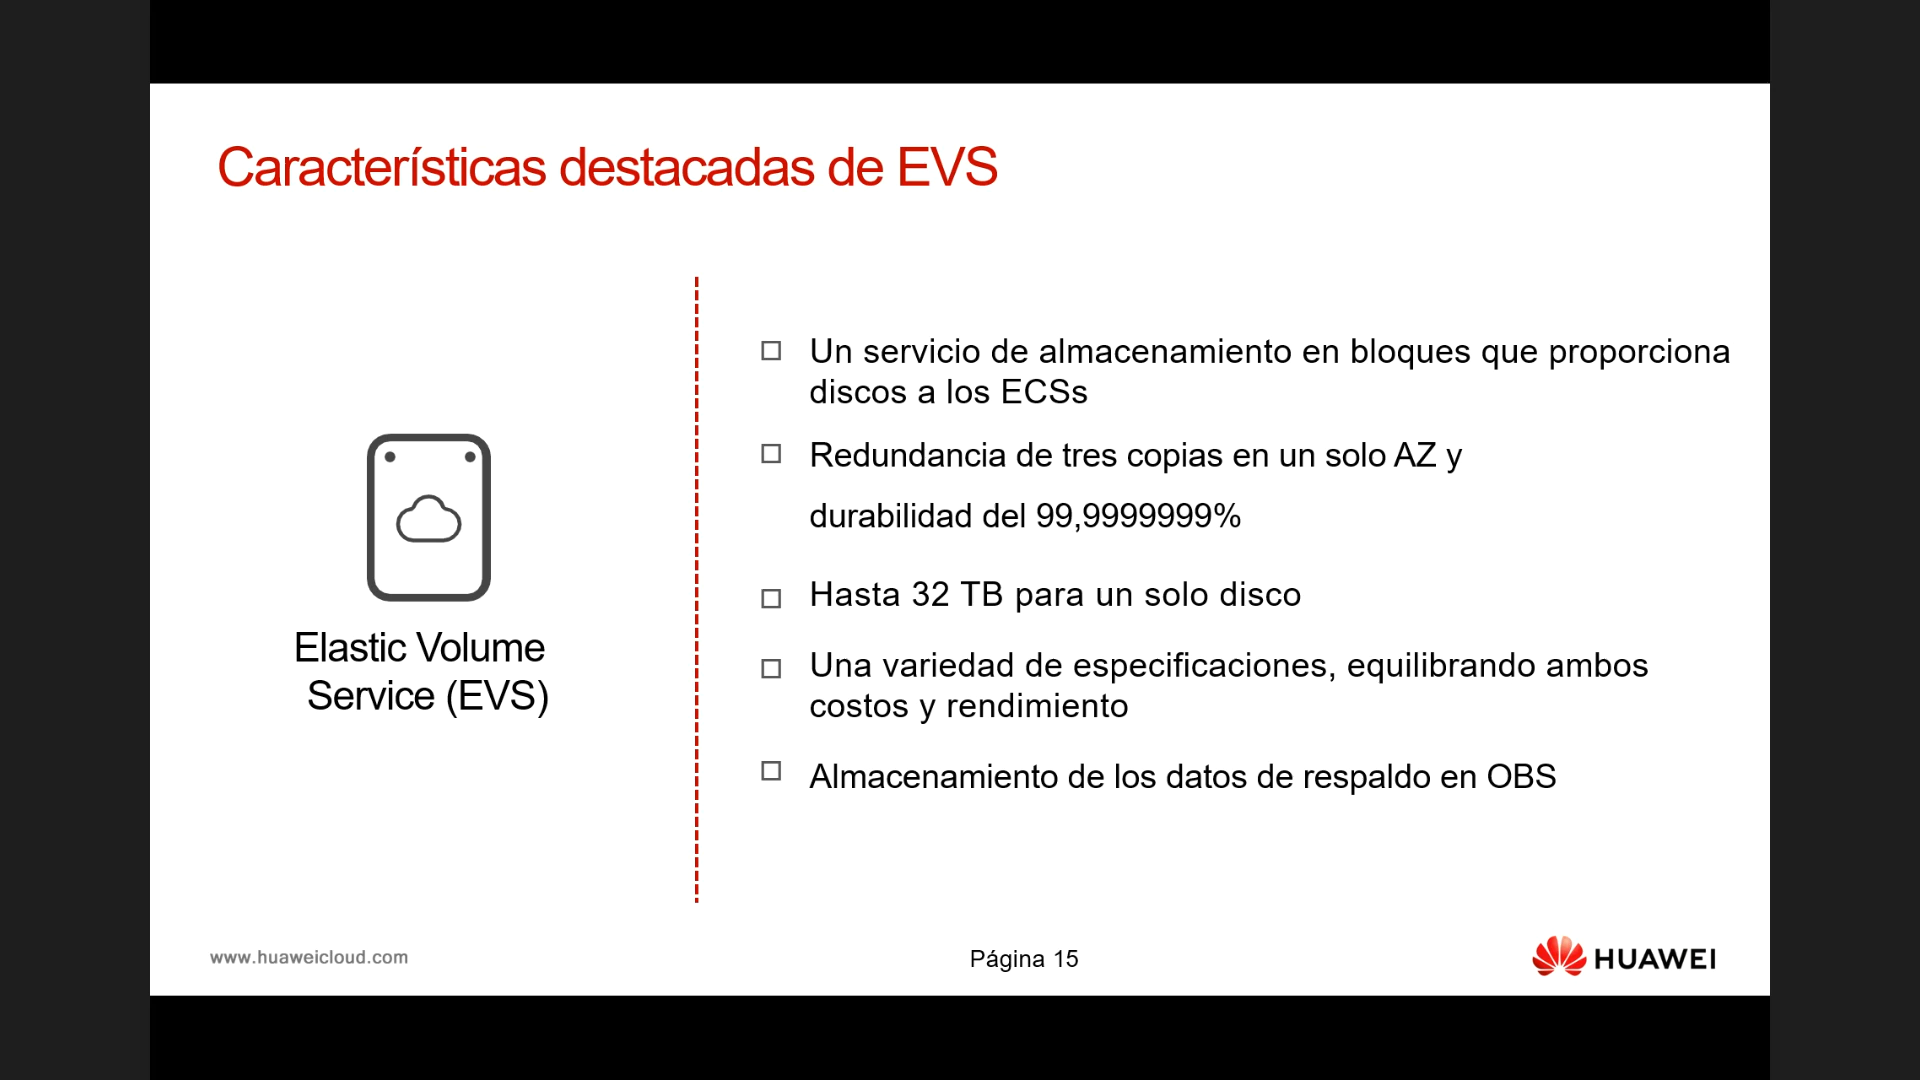 Características destacadas de EVS
Un servicio de almacenamiento en bloques que proporciona
discos a los ECSs
Redundancia de tres copias en un solo AZ y
durabilidad del 99,9999999%
Hasta 32 TB para un solo disco
Una variedad de especificaciones, equilibrando ambos
costos y rendimiento
Almacenamiento de los datos de respaldo en OBS
Elastic Volume
Service (EVS)
www.huaweicloud.com
Página 15
HUAWEI